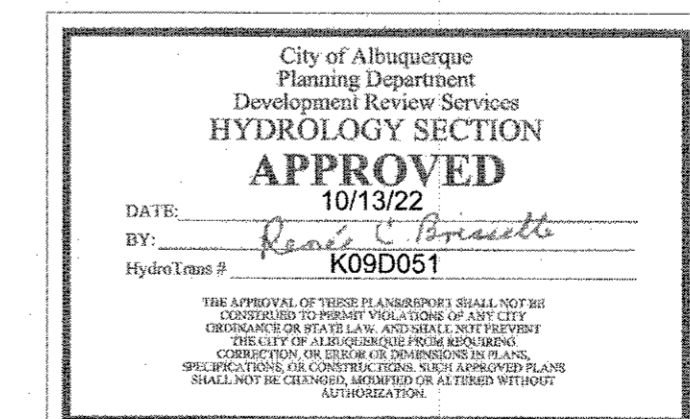 City of Albuquerque
Planning Department
Development Review Services
HYDROLOGY SECTION
APPROVED
DATE: 10/13/22
BY: Renée C Brissette
HydroTrans # K09D051
THE APPROVAL OF THESE PLANS/REPORT SHALL NOT BE
CONSTRUED TO PERMIT VIOLATIONS OF ANY CITY
ORDINANCE OR STATE LAW, AND SHALL NOT PREVENT
THE CITY OF ALBUQUERQUE FROM REQUIRING
CORRECTION, OR ERROR OR DIMENSIONS IN PLANS,
SPECIFICATIONS, OR CONSTRUCTIONS. SUCH APPROVED PLANS
SHALL NOT BE CHANGED, MODIFIED OR ALTERED WITHOUT
AUTHORIZATION.